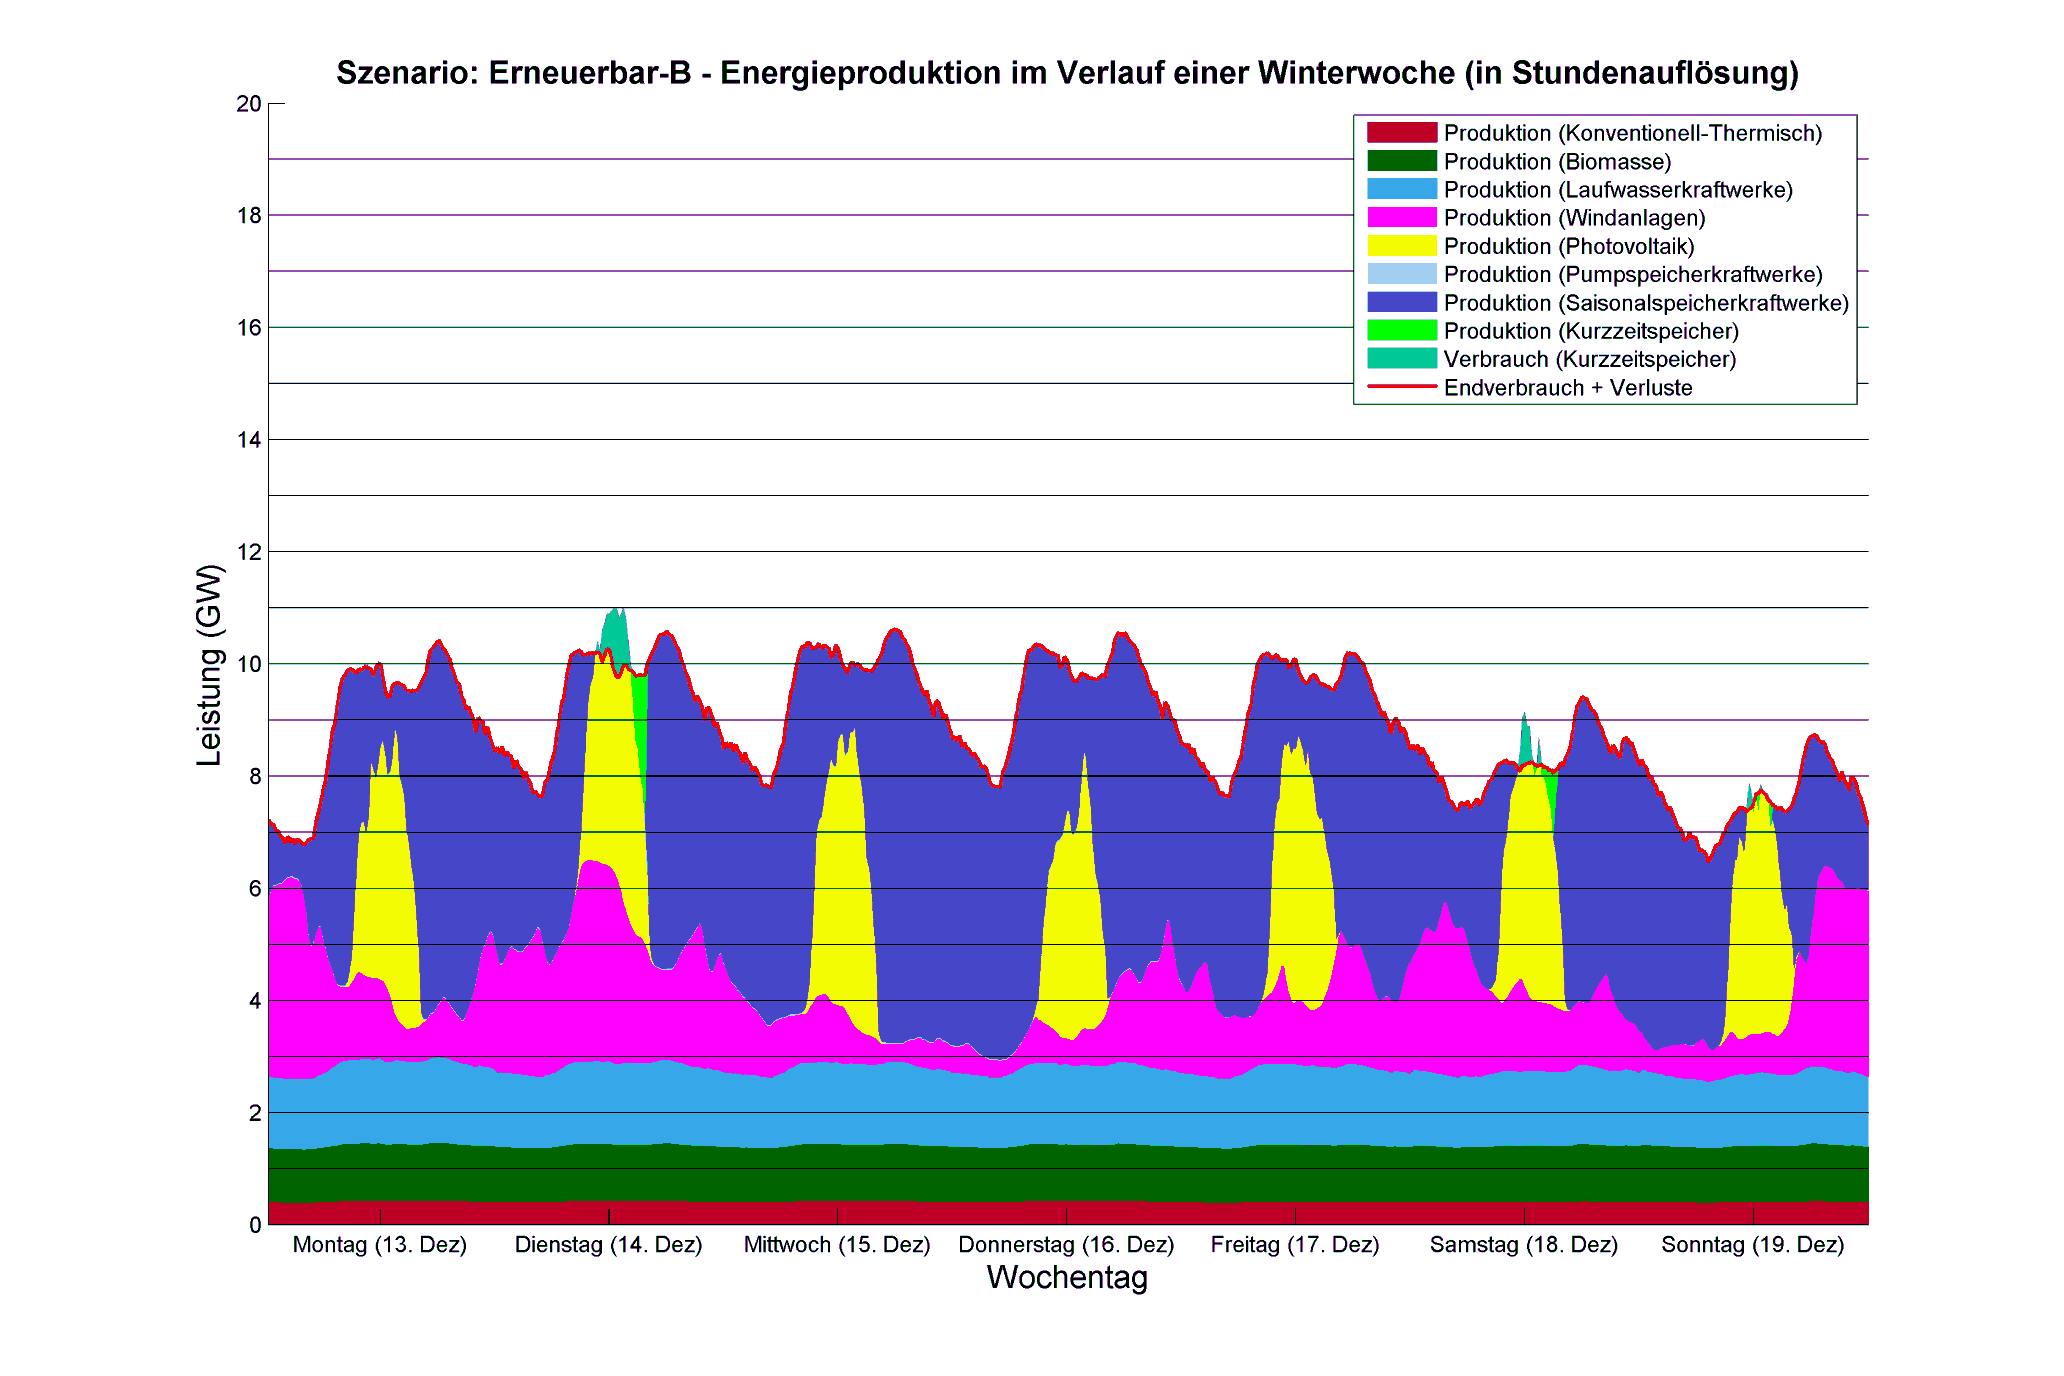 Szenario: Erneuerbar-B - Energieproduktion im Verlauf einer Winterwoche (in Stundenauflösung)
20
18
16
14
12
10
8
6
4
2
0
Leistung (GW)
Produktion (Konventionell-Thermisch)
Produktion (Biomasse)
Produktion (Laufwasserkraftwerke)
Produktion (Windanlagen)
Produktion (Photovoltaik)
Produktion (Pumpspeicherkraftwerke)
Produktion (Saisonalspeicherkraftwerke)
Produktion (Kurzzeitspeicher)
Verbrauch (Kurzzeitspeicher)
Endverbrauch + Verluste
Montag (13. Dez) Dienstag (14. Dez) Mittwoch (15. Dez) Donnerstag (16. Dez) Freitag (17. Dez) Samstag (18. Dez) Sonntag (19. Dez)
Wochentag